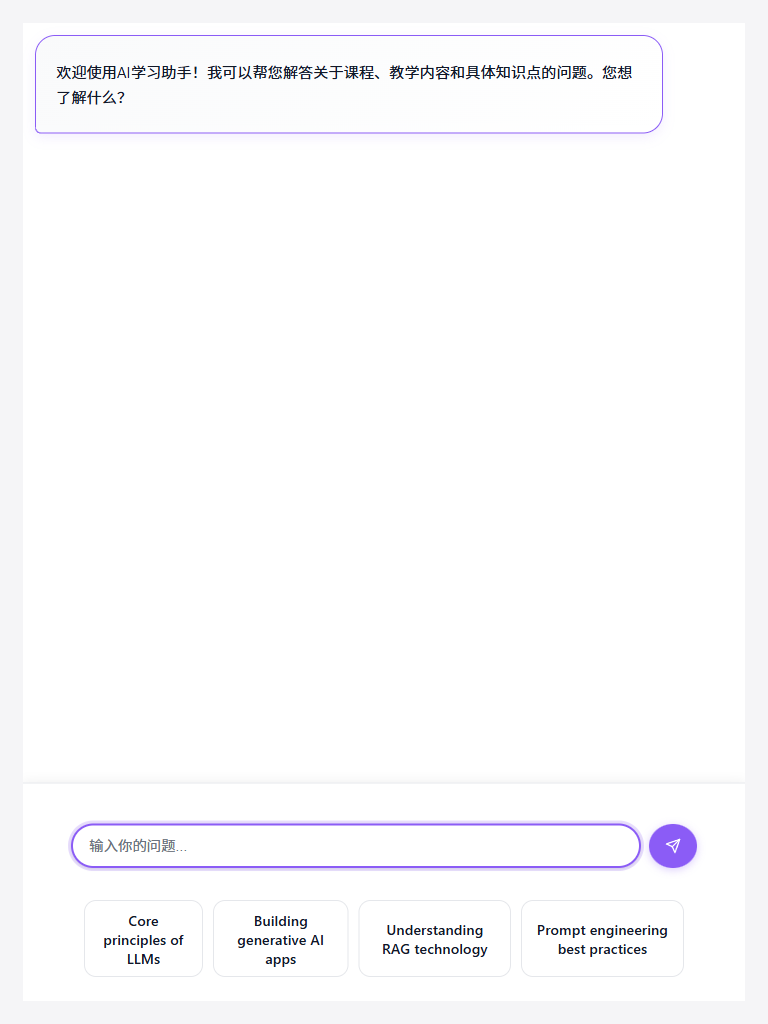 欢迎使用AI学习助手！我可以帮您解答关于课程、教学内容和具体知识点的问题。您想
了解什么？
输入你的问题...
Core
principles of
LLMs
Building
generative AI
apps
Understanding
RAG technology
Prompt engineering
best practices